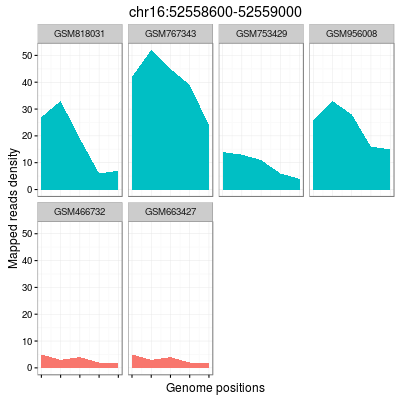 chr16:52558600-52559000
GSM818031 GSM767343 GSM753429 GSM956008
50
40
30
20
10
0
Mapped reads density
GSM466732 GSM663427
50
40
30
20
10
0
Genome positions